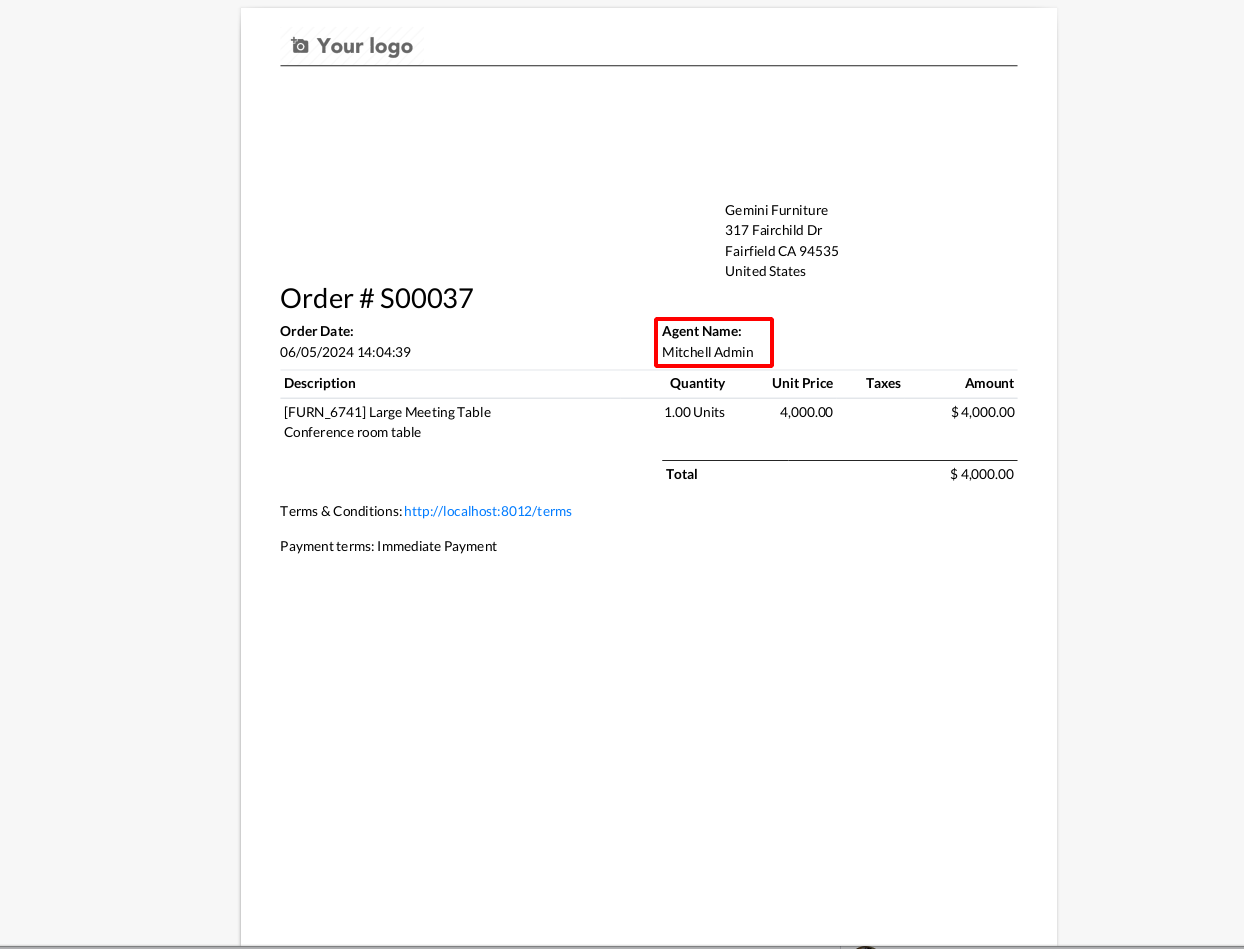 Your logo
Gemini Furniture
317 Fairchild Dr
Fairfield CA 94535
United States
Order # S00037
Order Date: Agent Name:
06/05/2024 14:04:39 Mitchell Admin
Description Quantity Unit Price Taxes Amount
[FURN_6741] Large Meeting Table 1.00 Units 4,000.00 $ 4,000.00
Conference room table
Total $ 4,000.00
Terms & Conditions: http://localhost:8012/terms
Payment terms: Immediate Payment